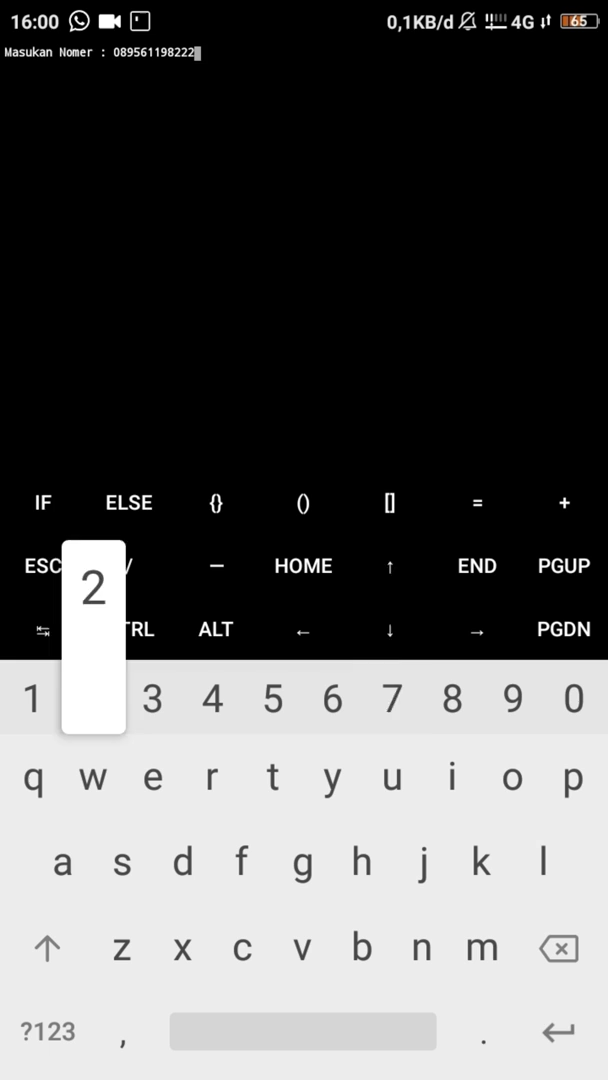 16:00 0,1KB/d 4G 65
Masukan Nomer : 089561198222
IF ELSE {} () [] = +
ESC / — HOME ↑ END PGUP
↹ TRL ALT ← ↓ → PGDN
2
1 3 4 5 6 7 8 9 0
q w e r t y u i o p
a s d f g h j k l
z x c v b n m
?123 , .